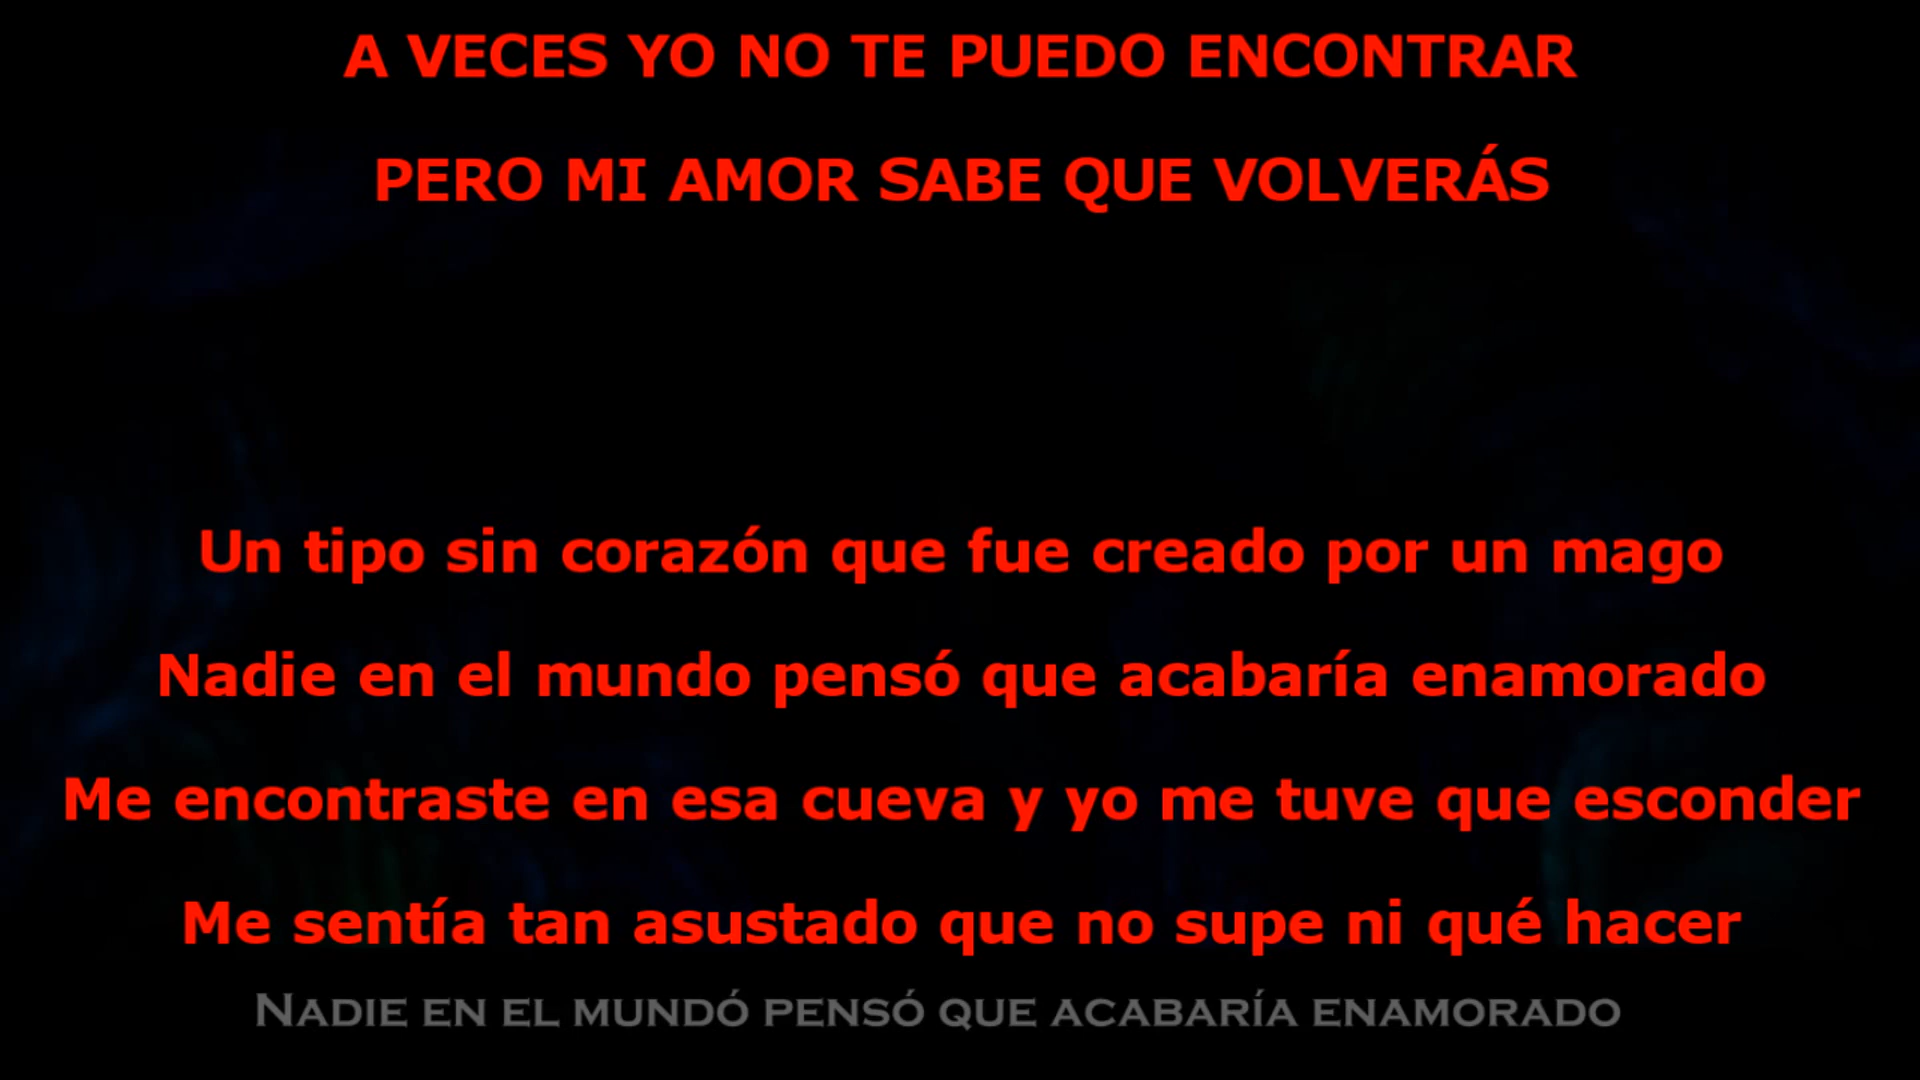 A VECES YO NO TE PUEDO ENCONTRAR
PERO MI AMOR SABE QUE VOLVERÁS
Un tipo sin corazón que fue creado por un mago
Nadie en el mundo pensó que acabaría enamorado
Me encontraste en esa cueva y yo me tuve que esconder
Me sentía tan asustado que no supe ni qué hacer
NADIE EN EL MUNDÓ PENSÓ QUE ACABARÍA ENAMORADO